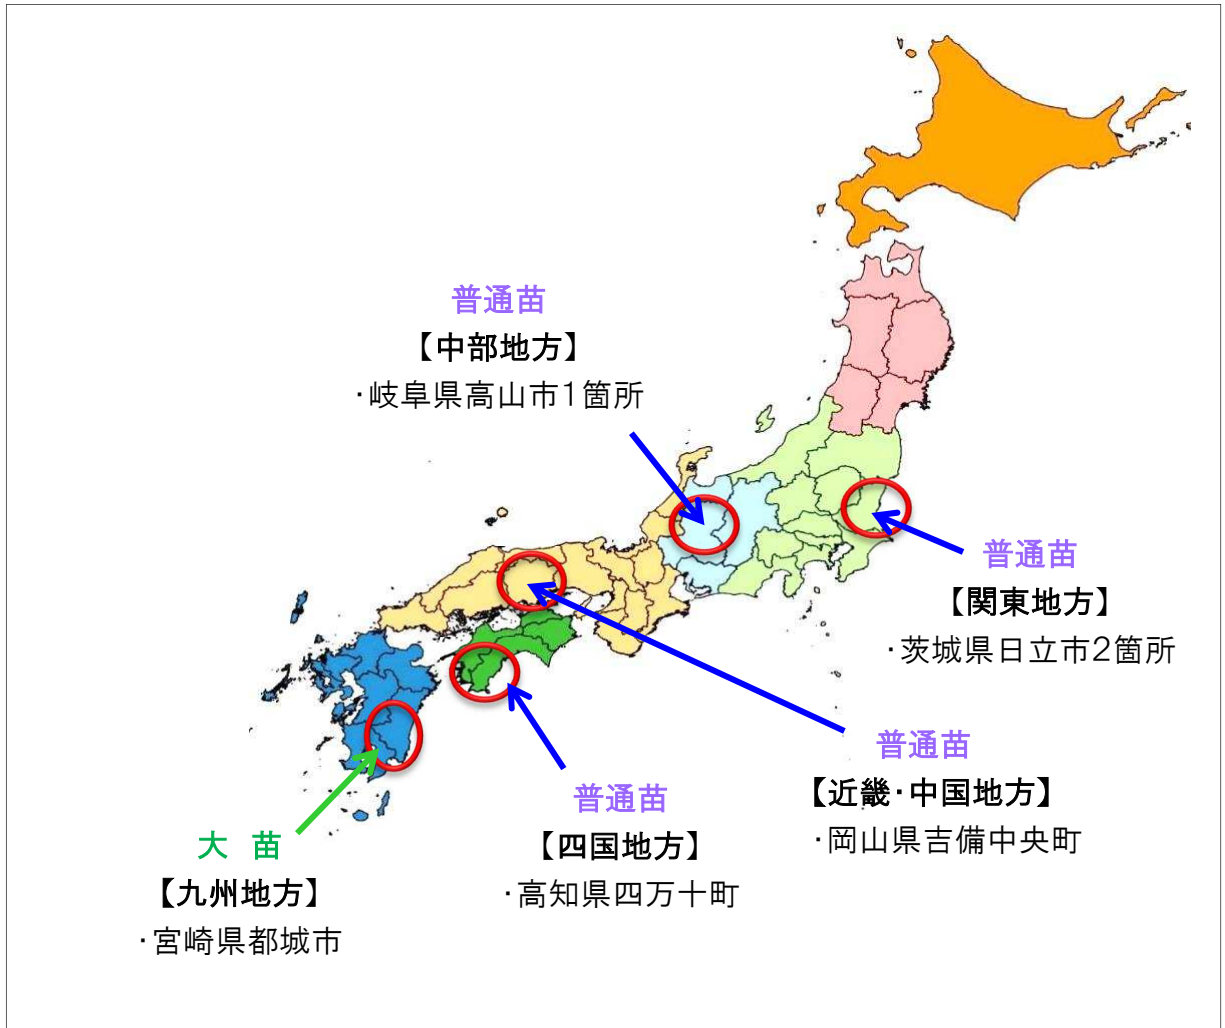 普通苗
【中部地方】
・岐阜県高山市1箇所
普通苗
【関東地方】
・茨城県日立市2箇所
普通苗
【近畿・中国地方】
・岡山県吉備中央町
普通苗
【四国地方】
・高知県四万十町
大　苗
【九州地方】
・宮崎県都城市